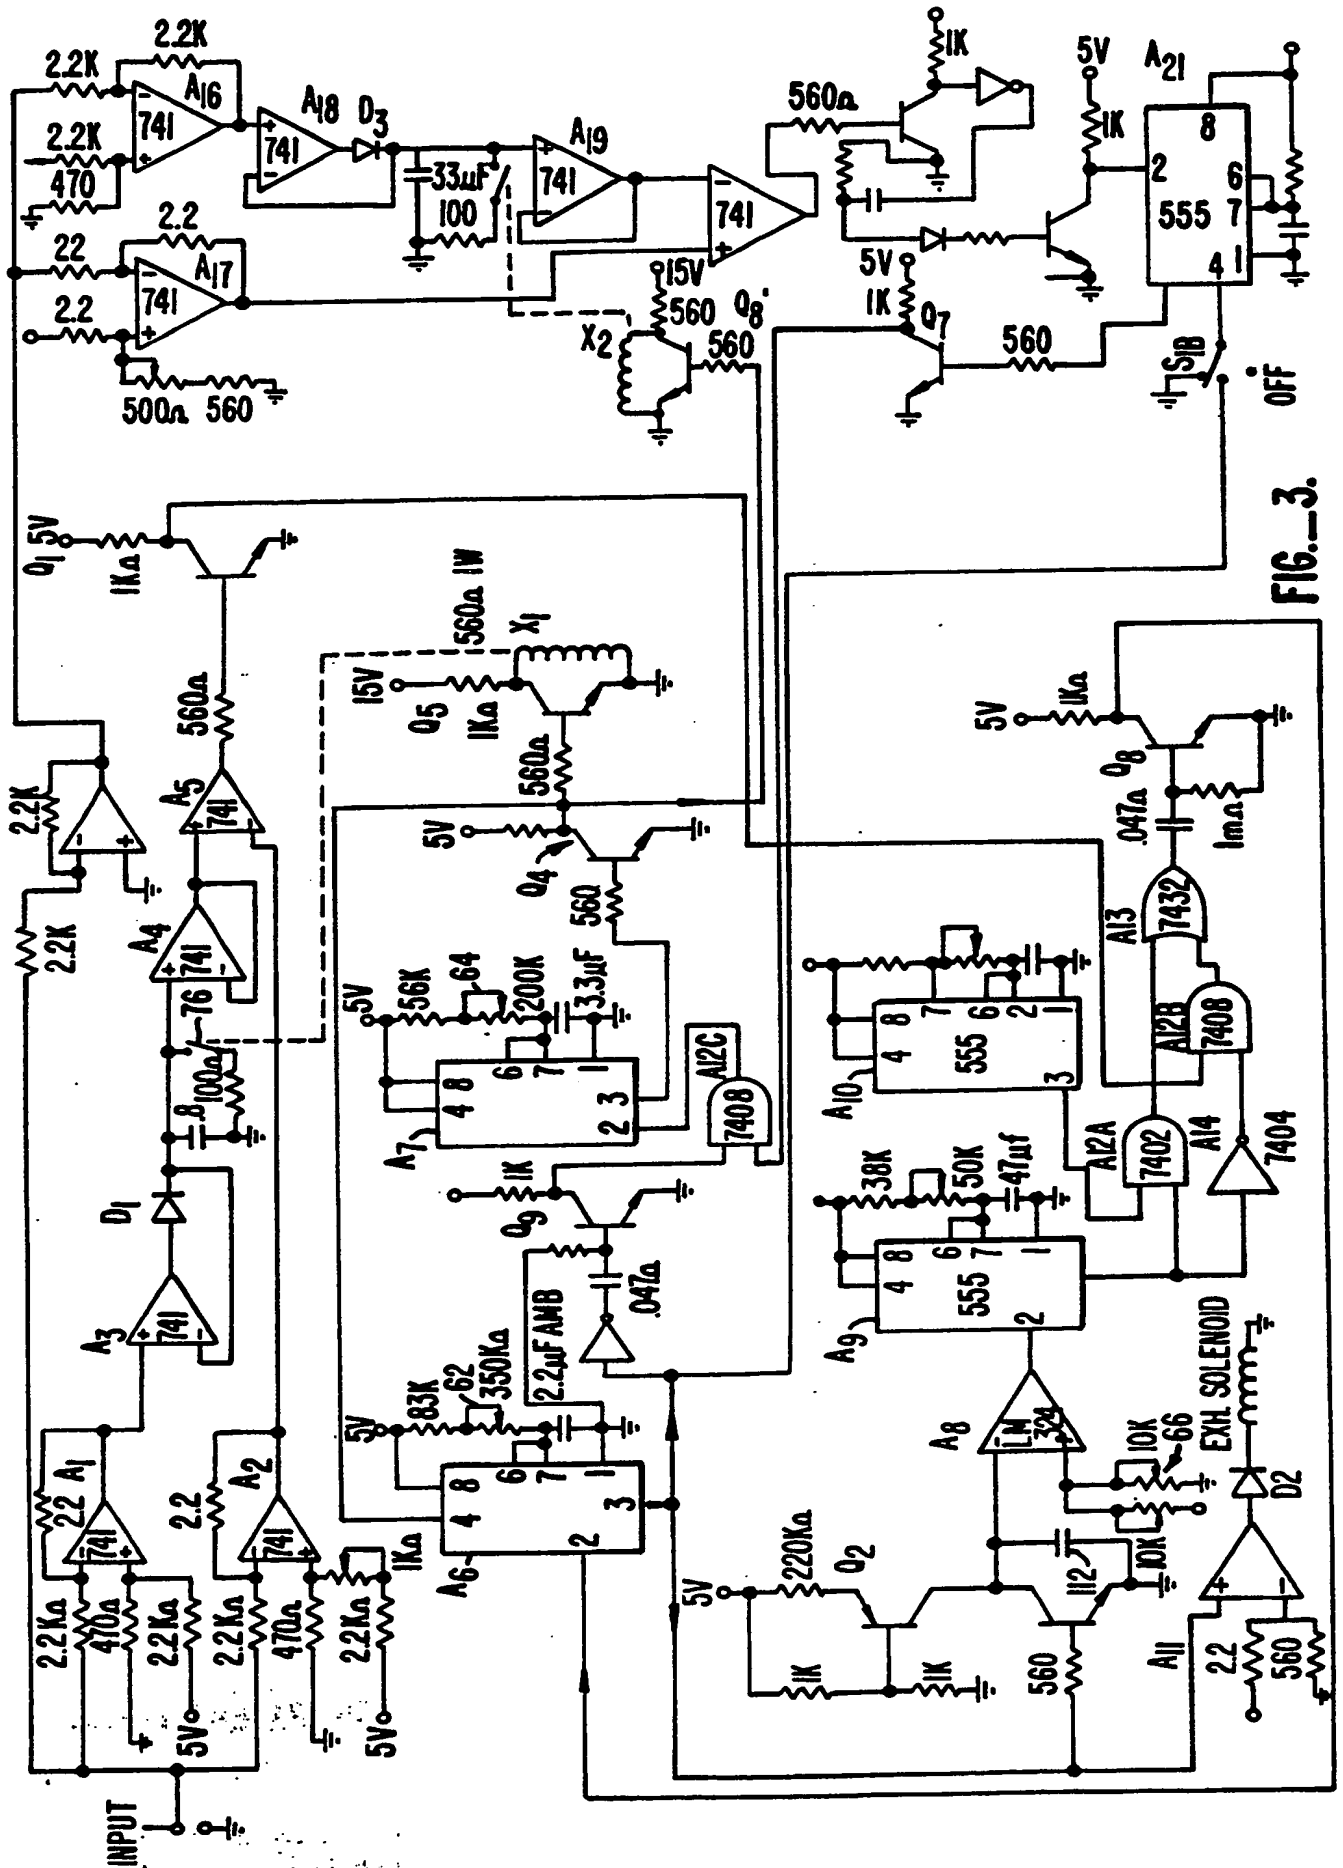 INPUT
2.2K
2.2KΩ
470Ω
2.2KΩ
5V
2.2KΩ
470Ω
2.2KΩ
5V
1KΩ
2.2
A1
741
2.2
A2
741
A3
741
D1
.8
100Ω
76
A4
741
2.2K
A5
741
560Ω
1KΩ
Q1 5V
2.2K
2.2K
2.2K
470
A16
741
A18
741
D3
33µF
100
A19
741
22
2.2
2.2
A17
741
500Ω 560
741
X2
15V
560
Q8'
560
560Ω
1K
5V
1K
Q7
560
5V
1K
A21
8
2
6
7
555
4
1
S1B
OFF
5V
83K
62
350KΩ
2.2µF AMB
8
4
6
7
1
2
3
A6
.047Ω
Q9
1K
A12C
7408
5V
56K
64
200K
3.3µF
8
4
6
7
1
2
3
A7
560
Q4
5V
560Ω
15V
Q5
1KΩ
560Ω 1W
X1
5V
220KΩ
Q2
1K
1K
560
112
10K
10K
66
A8
LM
324
A11
2.2
560
D2
EXH. SOLENOID
A9
8
4
6
7
1
2
555
38K
50K
47µf
A10
8
4
7
6
2
1
3
555
A12A
7402
A14
7404
A12B
7408
A13
7432
.047Ω
1mΩ
Q8
5V
1KΩ
FIG._3.